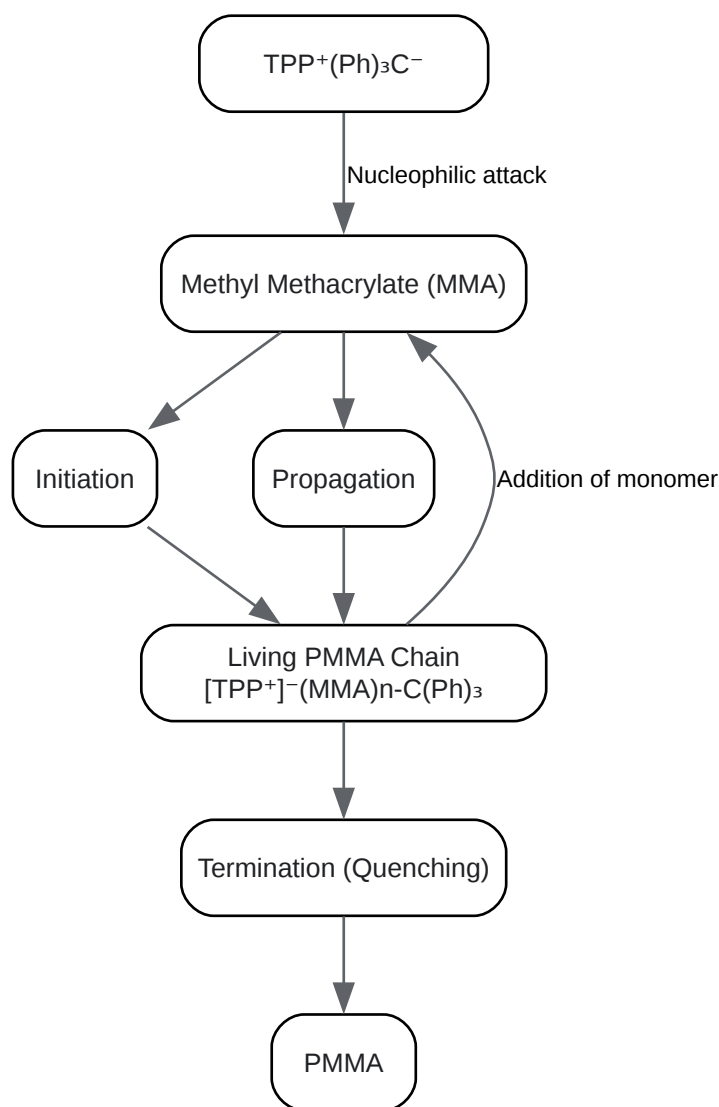 TPP⁺(Ph)₃C⁻
Nucleophilic attack
Methyl Methacrylate (MMA)
Initiation
Propagation
Addition of monomer
Living PMMA Chain
[TPP⁺]⁻(MMA)n-C(Ph)₃
Termination (Quenching)
PMMA